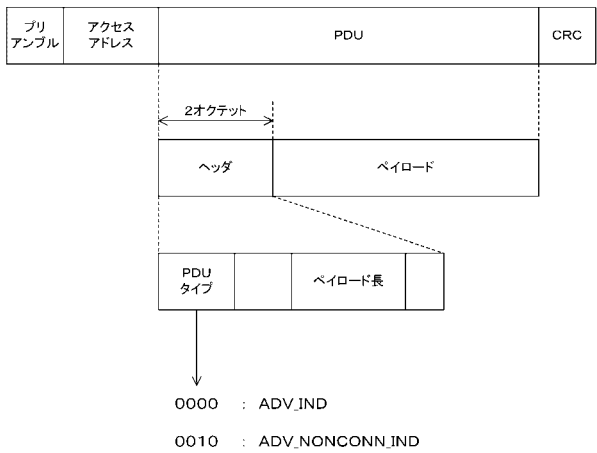 プリ
アンブル
アクセス
アドレス
PDU
CRC
2オクテット
ヘッダ
ペイロード
PDU
タイプ
ペイロード長
0000 : ADV_IND
0010 : ADV_NONCONN_IND